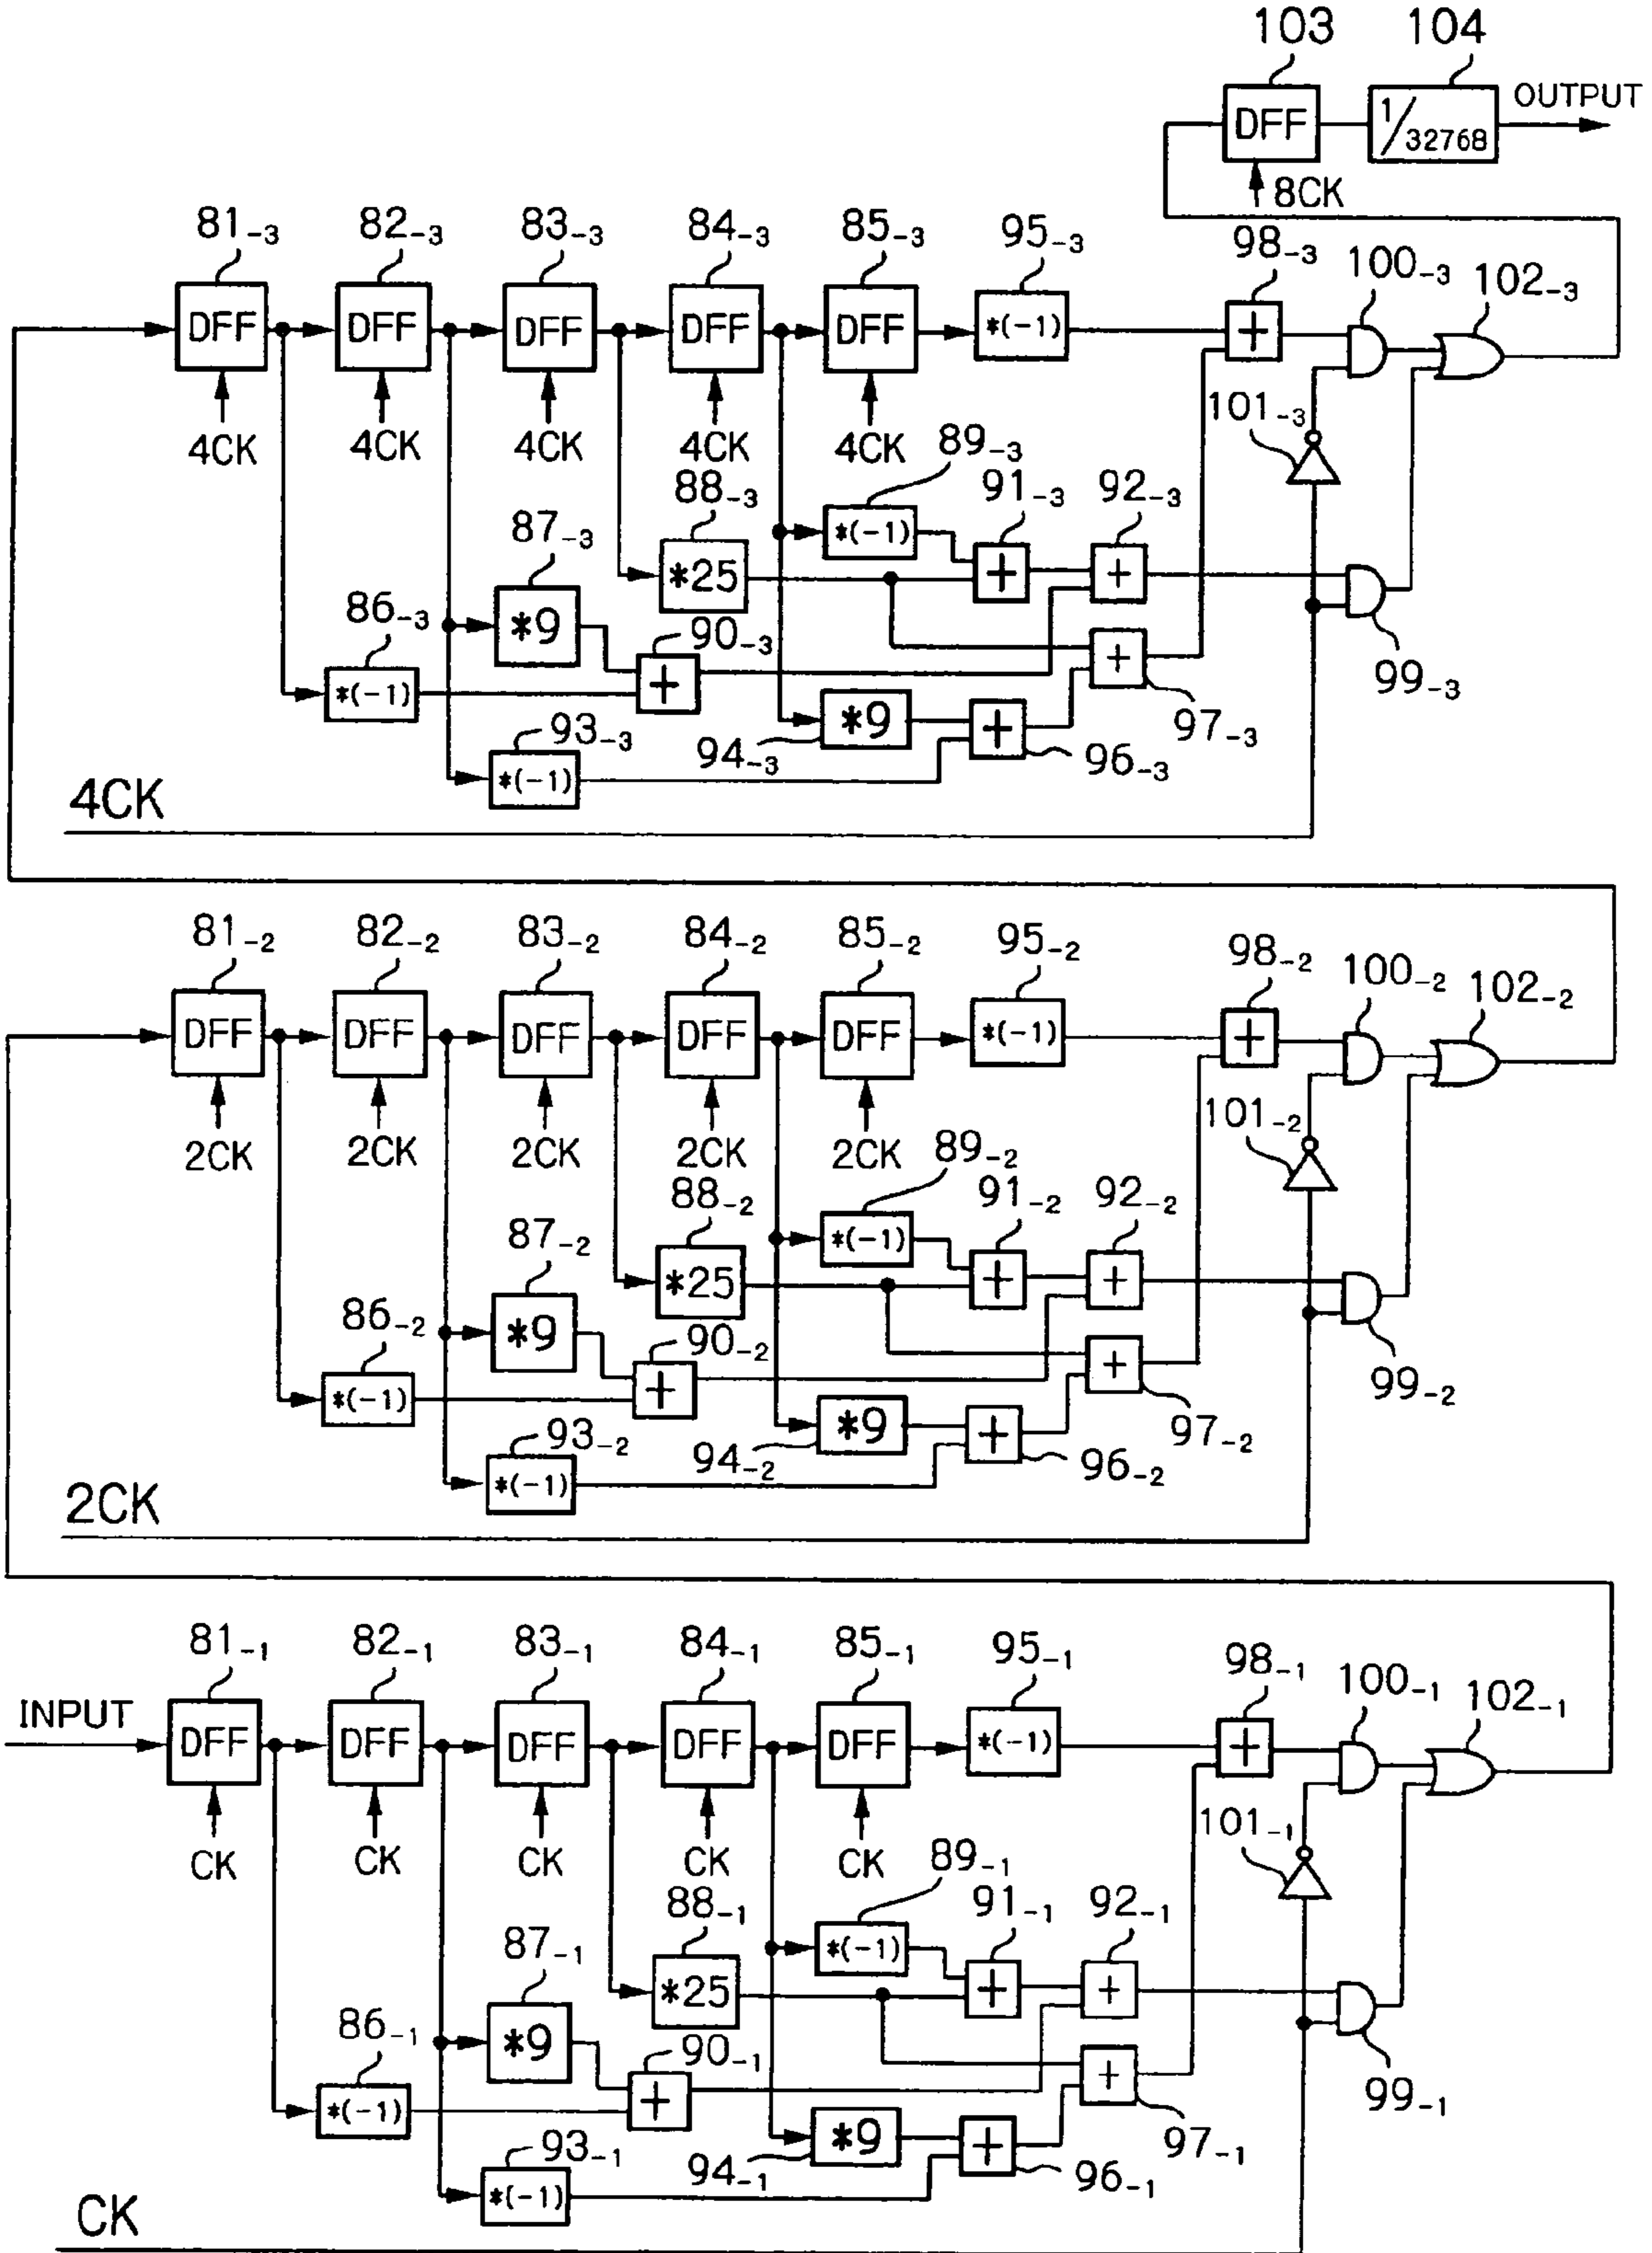 103 104
DFF 1/32768 OUTPUT
8CK
81-3 82-3 83-3 84-3 85-3 95-3 98-3 100-3 102-3
DFF DFF DFF DFF DFF *(-1) +
4CK 4CK 4CK 4CK 4CK 101-3
89-3
88-3 91-3 92-3
87-3 *(-1)
*25 + +
86-3 *9 90-3
*(-1) + + 99-3
93-3 94-3 *9 + 97-3
*(-1) 96-3
4CK
81-2 82-2 83-2 84-2 85-2 95-2 98-2 100-2 102-2
DFF DFF DFF DFF DFF *(-1) +
2CK 2CK 2CK 2CK 2CK 101-2
89-2
88-2 91-2 92-2
87-2 *(-1)
*25 + +
86-2 *9 90-2
*(-1) + + 99-2
93-2 94-2 *9 + 97-2
*(-1) 96-2
2CK
81-1 82-1 83-1 84-1 85-1 95-1 98-1 100-1 102-1
INPUT DFF DFF DFF DFF DFF *(-1) +
CK CK CK CK CK 101-1
89-1
88-1 91-1 92-1
87-1 *(-1)
*25 + +
86-1 *9 90-1
*(-1) + + 99-1
93-1 94-1 *9 + 97-1
*(-1) 96-1
CK